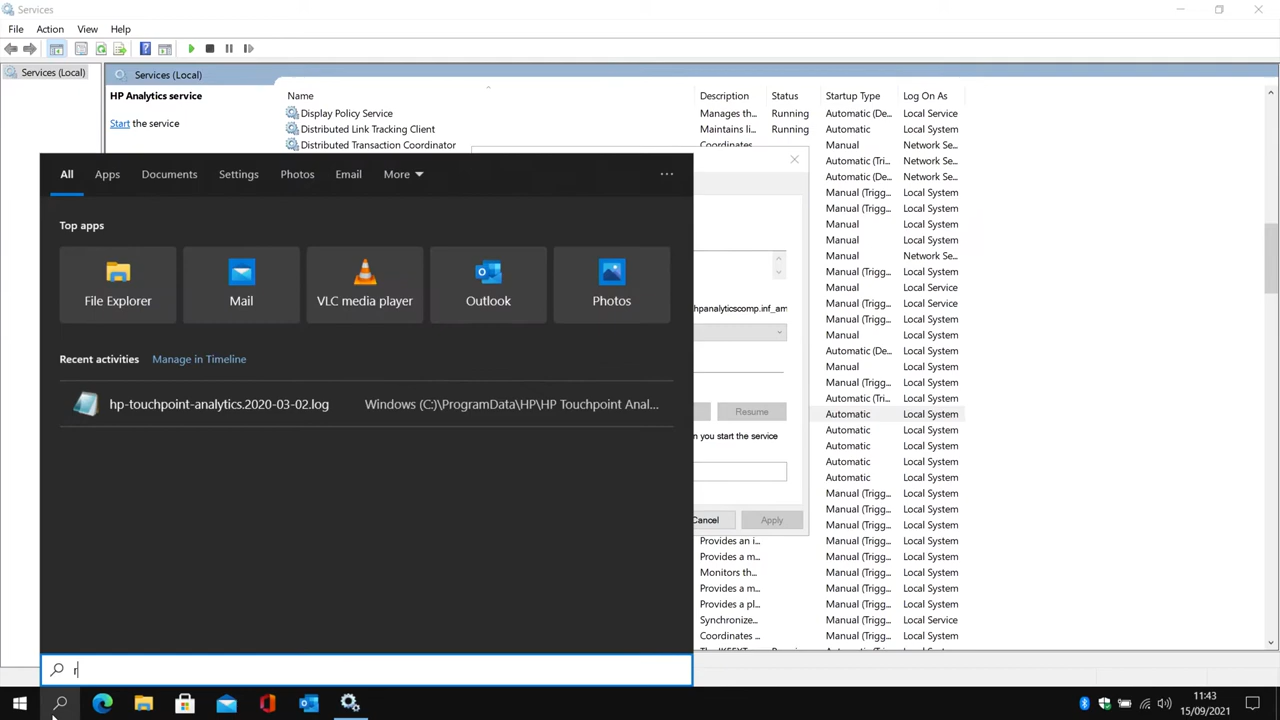 Services
File Action View Help
Services (Local)
Services (Local)
HP Analytics service
Start the service
Name Description Status Startup Type Log On As
Display Policy Service Manages th... Running Automatic (De... Local Service
Distributed Link Tracking Client Maintains li... Running Automatic Local System
Distributed Transaction Coordinator Coordinates Manual Network Se...
Automatic (Tri... Network Se...
Automatic (De... Network Se...
Manual (Trigg... Local System
Manual (Trigg... Local System
Manual Local System
Manual Local System
Manual Network Se...
Manual (Trigg... Local System
Manual Local Service
Manual (Trigg... Local Service
Manual (Trigg... Local System
Manual Local System
Automatic (De... Local System
Manual Local System
Manual (Trigg... Local System
Automatic (Tri... Local System
Automatic Local System
Automatic Local System
Automatic Local System
Automatic Local System
Automatic Local System
Manual (Trigg... Local System
Manual (Trigg... Local System
Manual (Trigg... Local System
Provides an i... Manual (Trigg... Local System
Provides a m... Manual (Trigg... Local System
Monitors th... Manual (Trigg... Local System
Provides a m... Manual (Trigg... Local System
Provides a pl... Manual (Trigg... Local System
Synchronize... Manual (Trigg... Local Service
Coordinates ... Manual (Trigg... Local System
hpanalyticscomp.inf_am
Resume
n you start the service
Cancel Apply
All Apps Documents Settings Photos Email More
Top apps
File Explorer Mail VLC media player Outlook Photos
Recent activities Manage in Timeline
hp-touchpoint-analytics.2020-03-02.log Windows (C:)\ProgramData\HP\HP Touchpoint Anal...
r
11:43
15/09/2021